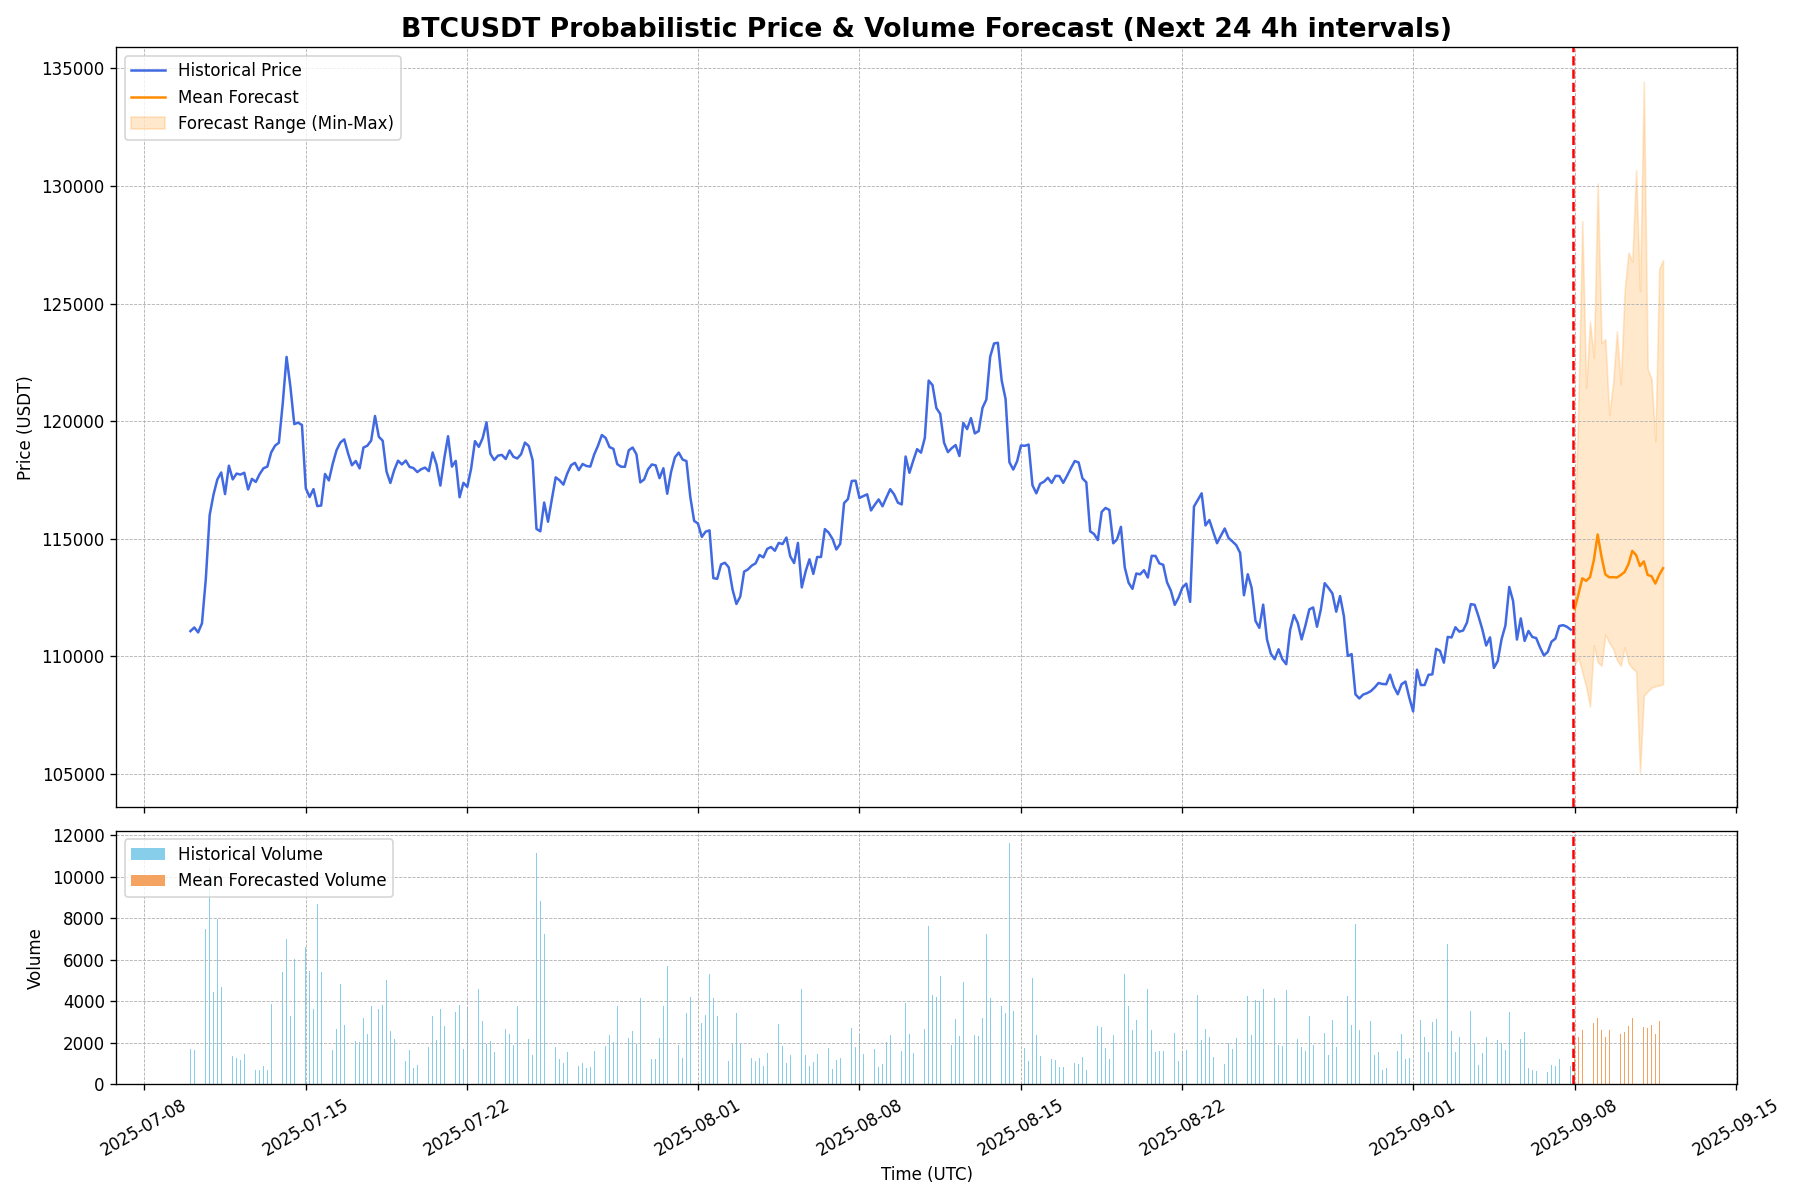 BTCUSDT Probabilistic Price & Volume Forecast (Next 24 4h intervals)
Historical Price
Mean Forecast
Forecast Range (Min-Max)
Price (USDT)
135000
130000
125000
120000
115000
110000
105000
Historical Volume
Mean Forecasted Volume
Volume
12000
10000
8000
6000
4000
2000
0
2025-07-08
2025-07-15
2025-07-22
2025-08-01
2025-08-08
2025-08-15
2025-08-22
2025-09-01
2025-09-08
2025-09-15
Time (UTC)